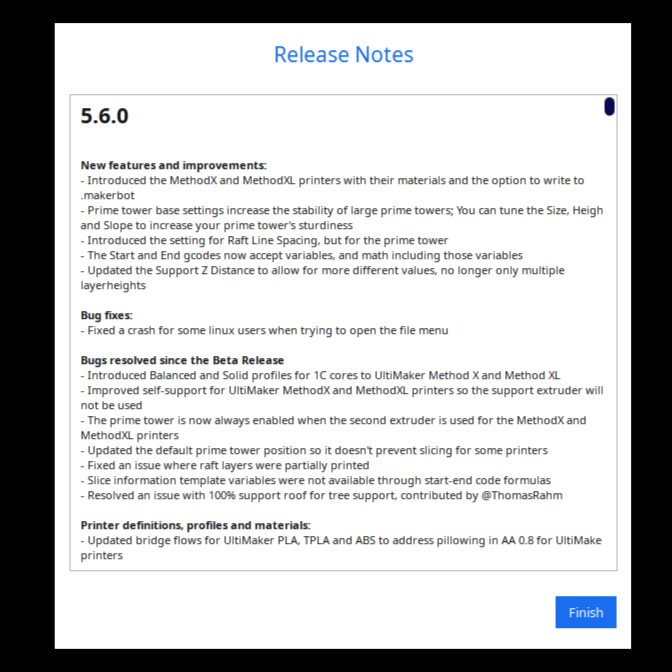 Release Notes
5.6.0
New features and improvements:
- Introduced the MethodX and MethodXL printers with their materials and the option to write to
.makerbot
- Prime tower base settings increase the stability of large prime towers; You can tune the Size, Heigh
and Slope to increase your prime tower's sturdiness
- Introduced the setting for Raft Line Spacing, but for the prime tower
- The Start and End gcodes now accept variables, and math including those variables
- Updated the Support Z Distance to allow for more different values, no longer only multiple
layerheights
Bug fixes:
- Fixed a crash for some linux users when trying to open the file menu
Bugs resolved since the Beta Release
- Introduced Balanced and Solid profiles for 1C cores to UltiMaker Method X and Method XL
- Improved self-support for UltiMaker MethodX and MethodXL printers so the support extruder will
not be used
- The prime tower is now always enabled when the second extruder is used for the MethodX and
MethodXL printers
- Updated the default prime tower position so it doesn't prevent slicing for some printers
- Fixed an issue where raft layers were partially printed
- Slice information template variables were not available through start-end code formulas
- Resolved an issue with 100% support roof for tree support, contributed by @ThomasRahm
Printer definitions, profiles and materials:
- Updated bridge flows for UltiMaker PLA, TPLA and ABS to address pillowing in AA 0.8 for UltiMake
printers
Finish